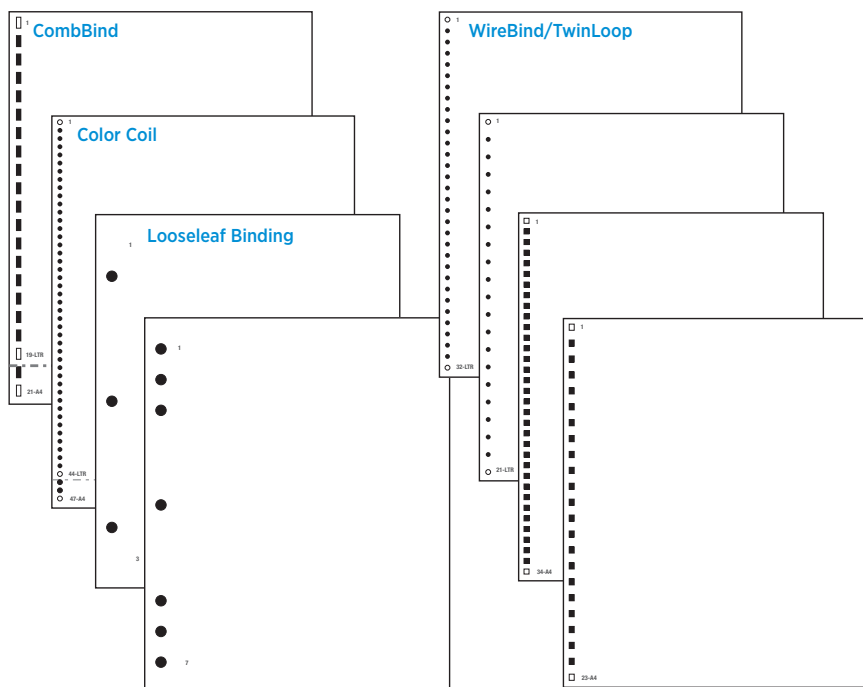 1
CombBind
19-LTR
21-A4
1
Color Coil
44-LTR
47-A4
1
Looseleaf Binding
3
1
7
1
WireBind/TwinLoop
32-LTR
1
21-LTR
1
34-A4
1
23-A4